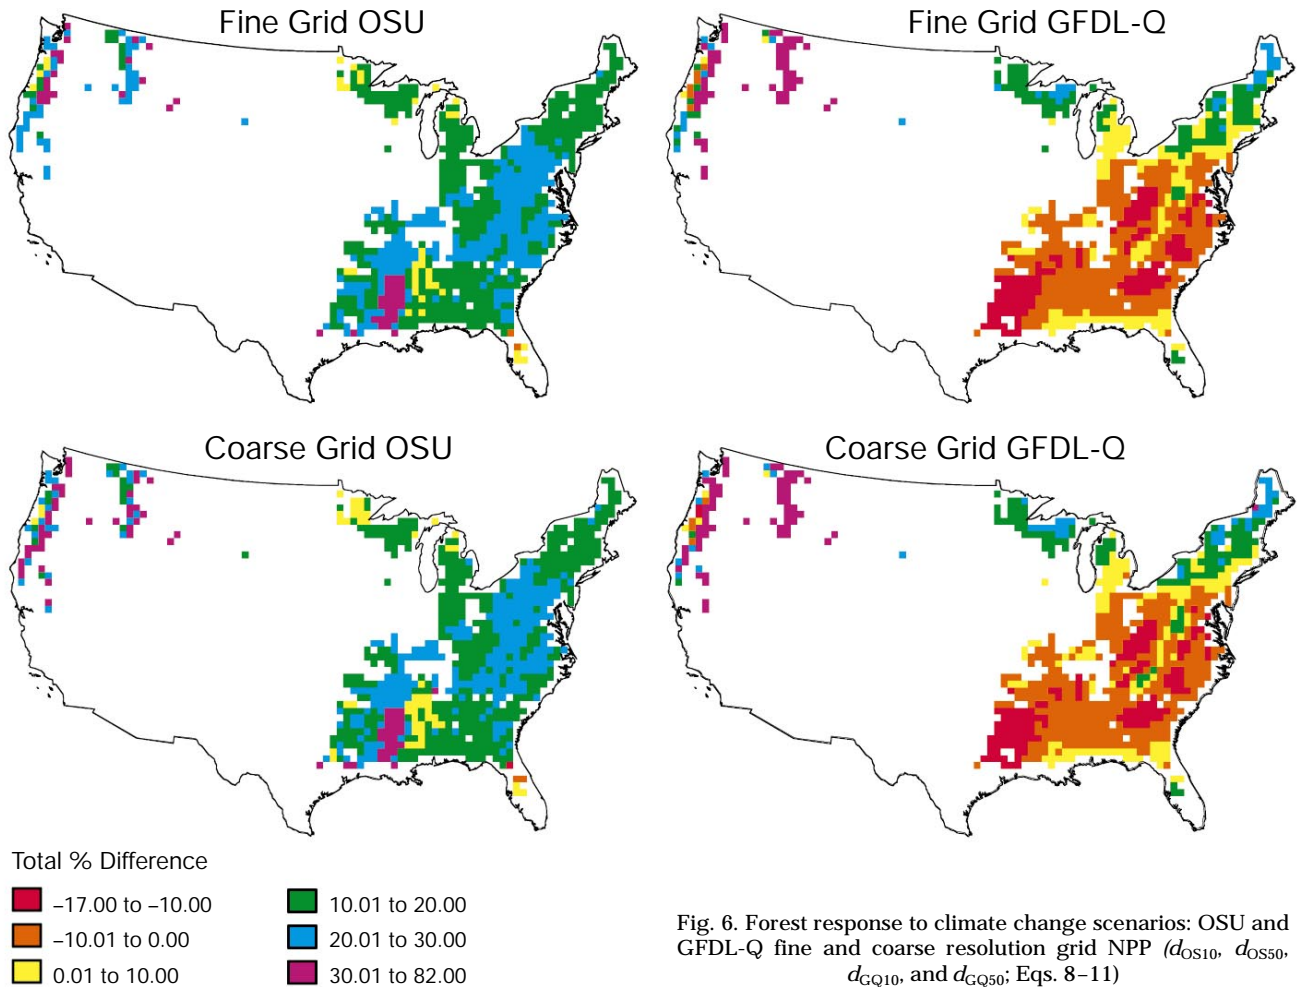 Fine Grid OSU
Fine Grid GFDL-Q
Coarse Grid OSU
Coarse Grid GFDL-Q
Total % Difference
–17.00 to –10.00
–10.01 to 0.00
0.01 to 10.00
10.01 to 20.00
20.01 to 30.00
30.01 to 82.00
Fig. 6. Forest response to climate change scenarios: OSU and
GFDL-Q fine and coarse resolution grid NPP (dOS10, dOS50,
dGQ10, and dGQ50; Eqs. 8–11)